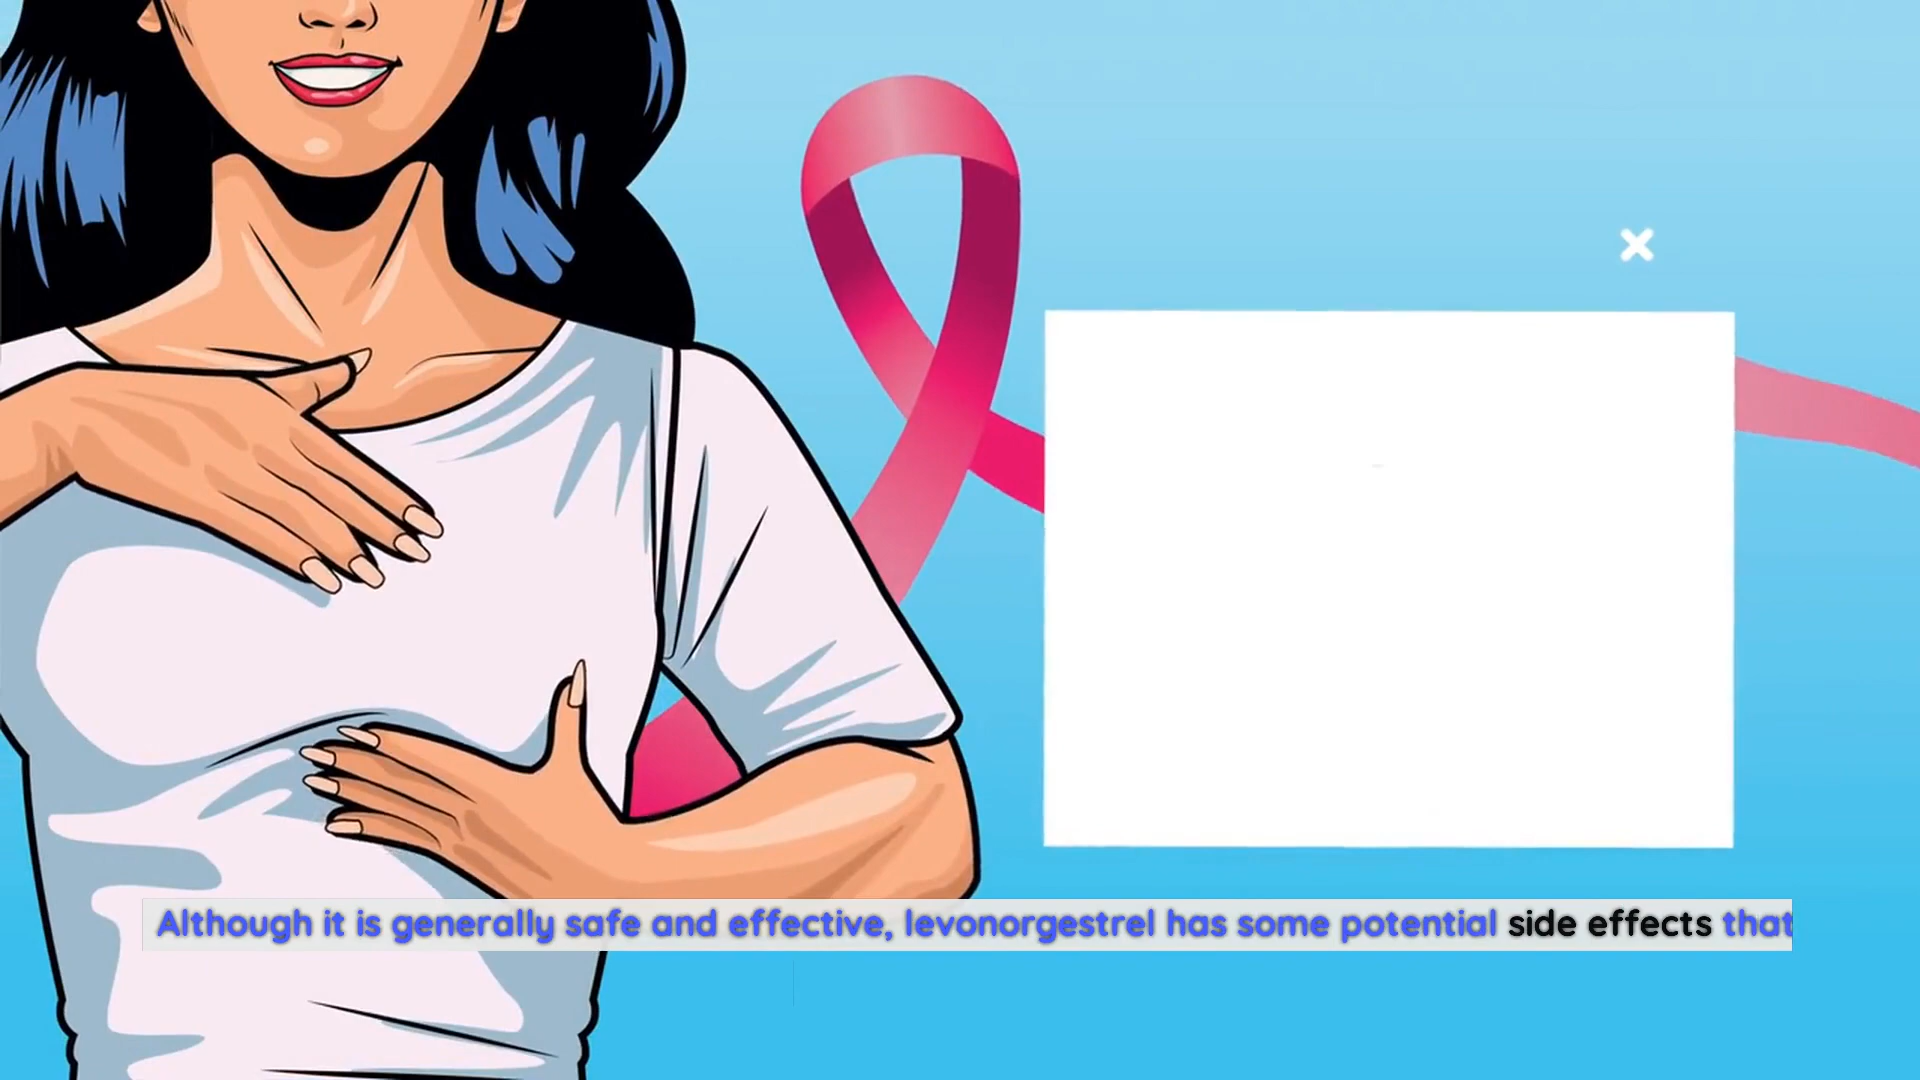 Although it is generally safe and effective, levonorgestrel has some potential side effects that